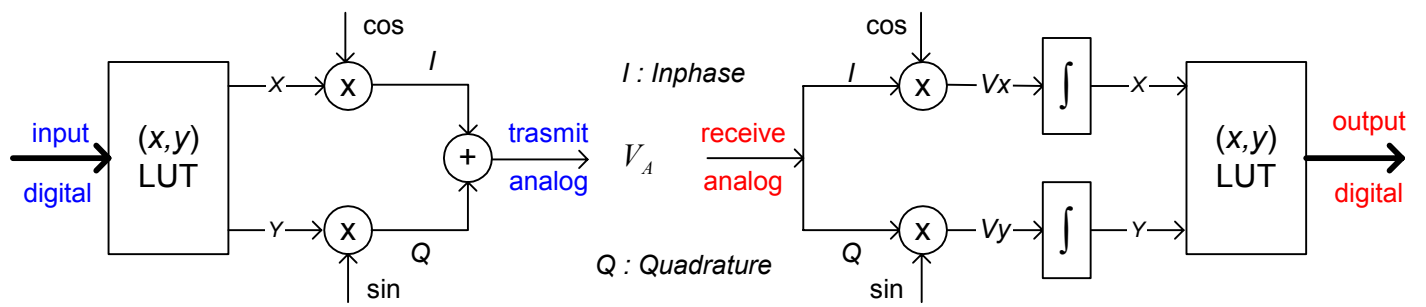 cos
input
digital
(x,y)
LUT
X
x
I
Y
x
Q
sin
+
trasmit
analog
I : Inphase
V_A
Q : Quadrature
receive
analog
cos
I
x
Vx
∫
X
Q
x
Vy
∫
Y
sin
(x,y)
LUT
output
digital